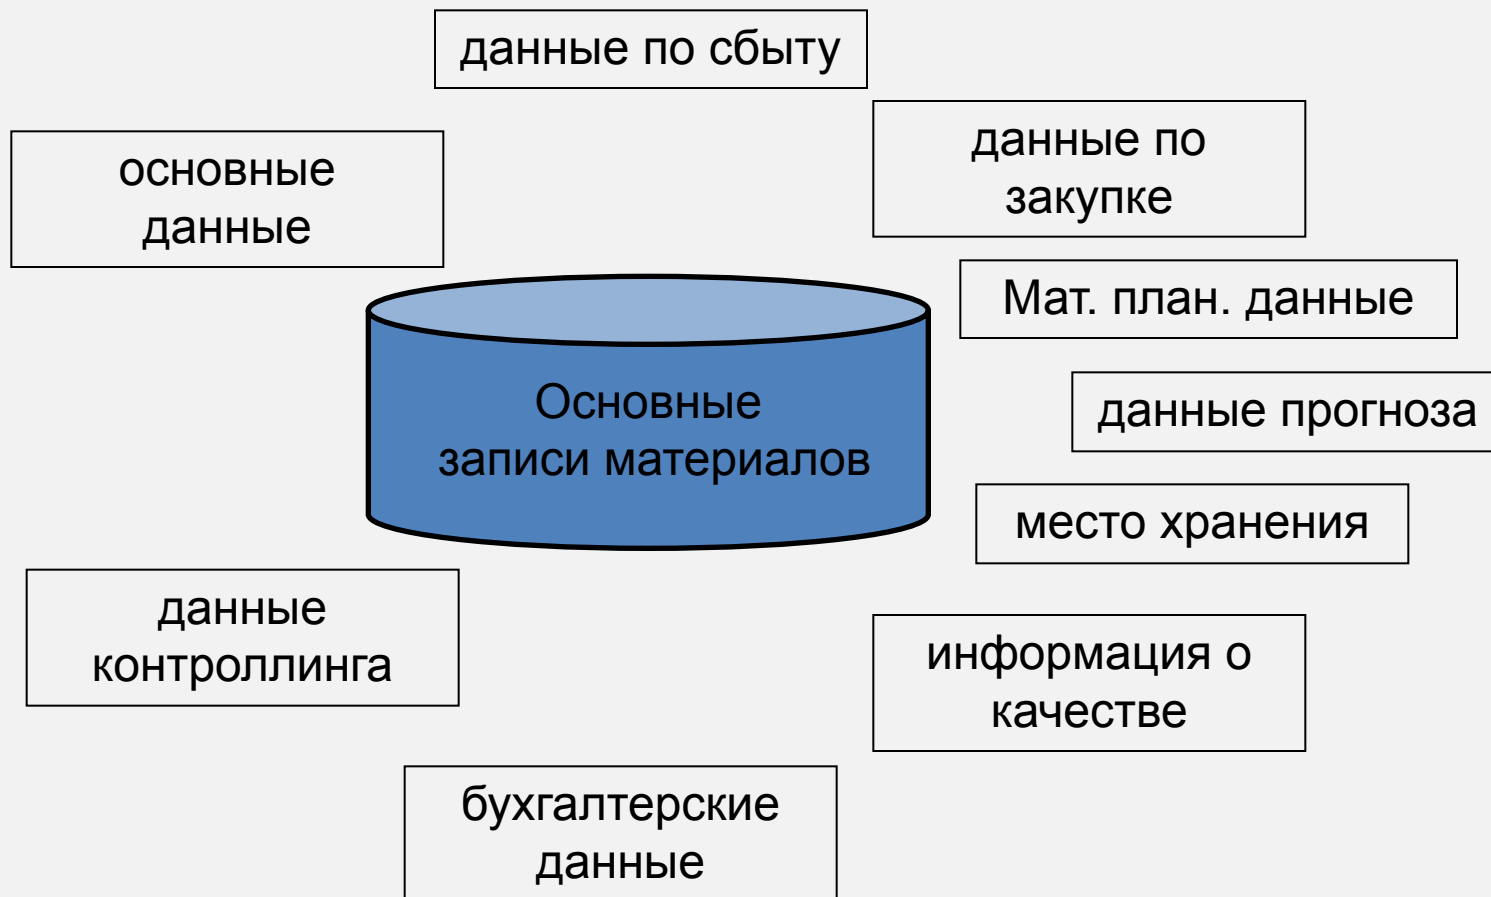 данные по сбыту
данные по
закупке
основные
данные
Мат. план. данные
Основные
записи материалов
данные прогноза
место хранения
данные
контроллинга
информация о
качестве
бухгалтерские
данные